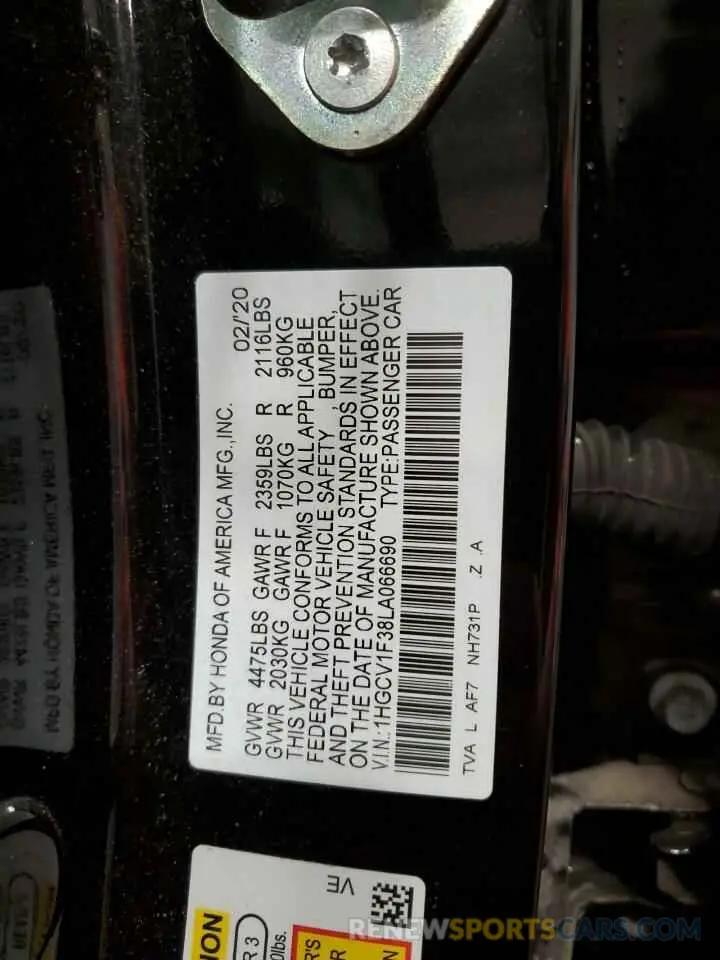 MFD.BY HONDA OF AMERICA MFG.,INC. 02/'20
GVWR 4475LBS GAWR F 2359LBS R 2116LBS
GVWR 2030KG GAWR F 1070KG R 960KG
THIS VEHICLE CONFORMS TO ALL APPLICABLE
FEDERAL MOTOR VEHICLE SAFETY, BUMPER,
AND THEFT PREVENTION STANDARDS IN EFFECT
ON THE DATE OF MANUFACTURE SHOWN ABOVE.
V.I.N.:1HGCV1F38LA066690 TYPE:PASSENGER CAR
TVA L AF7 NH731P .Z .A
VE
RENEWSPORTSCARS.COM